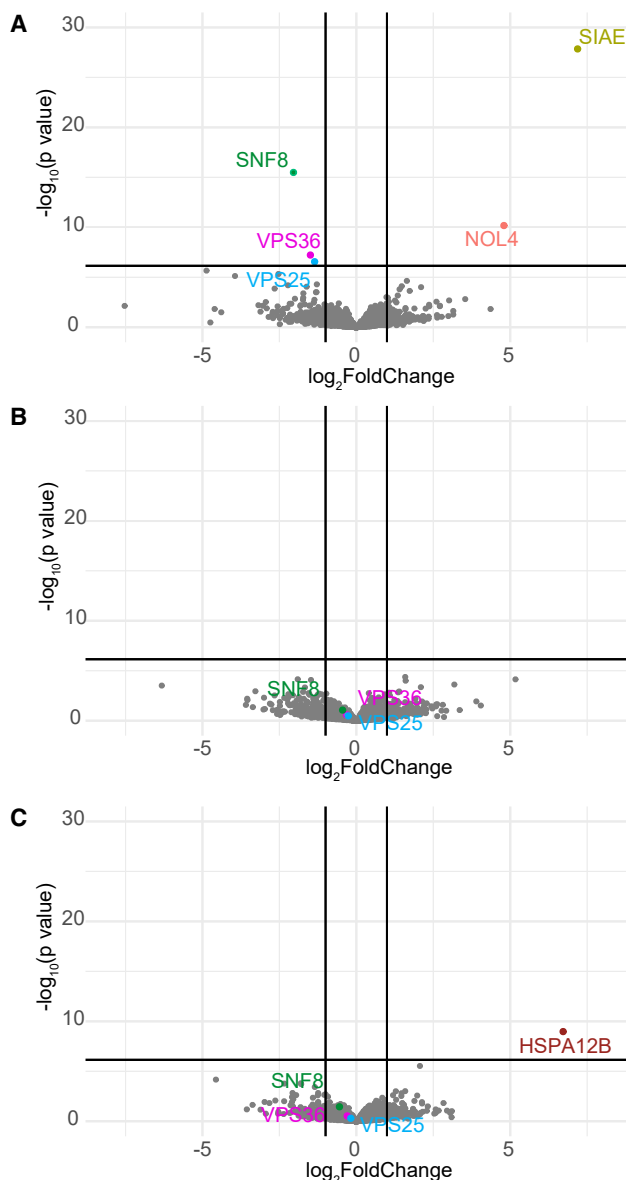 A
30
SIAE
20
SNF8
-log10(p value)
10
VPS36
NOL4
VPS25
0
-5
0
5
log2FoldChange
B
30
20
-log10(p value)
10
SNF8
VPS36
0
VPS25
-5
0
5
log2FoldChange
C
30
20
-log10(p value)
10
HSPA12B
SNF8
VPS36
VPS25
0
-5
0
5
log2FoldChange